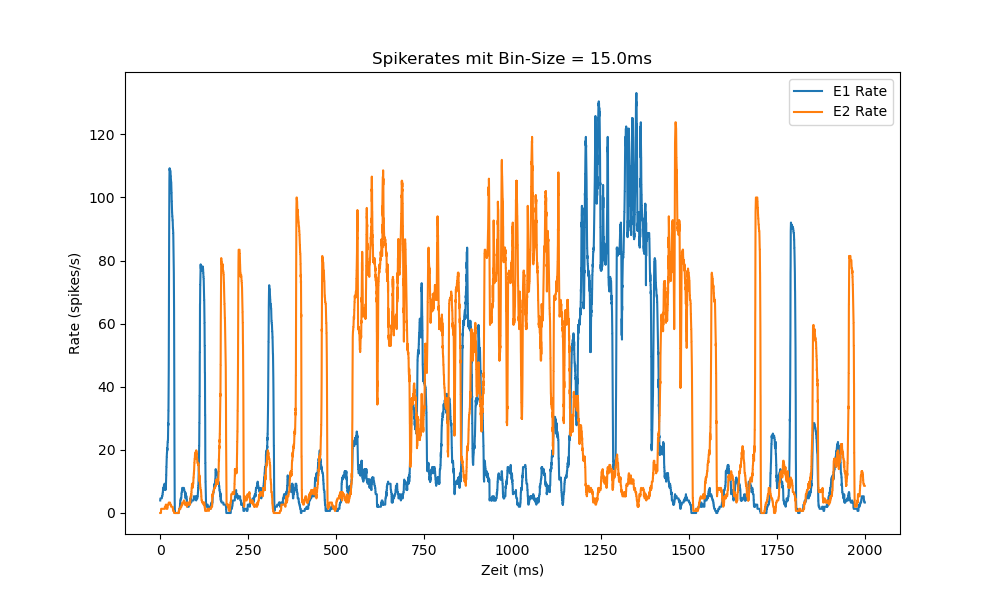 Spikerates mit Bin-Size = 15.0ms
E1 Rate
E2 Rate
Rate (spikes/s)
120
100
80
60
40
20
0
0 250 500 750 1000 1250 1500 1750 2000
Zeit (ms)